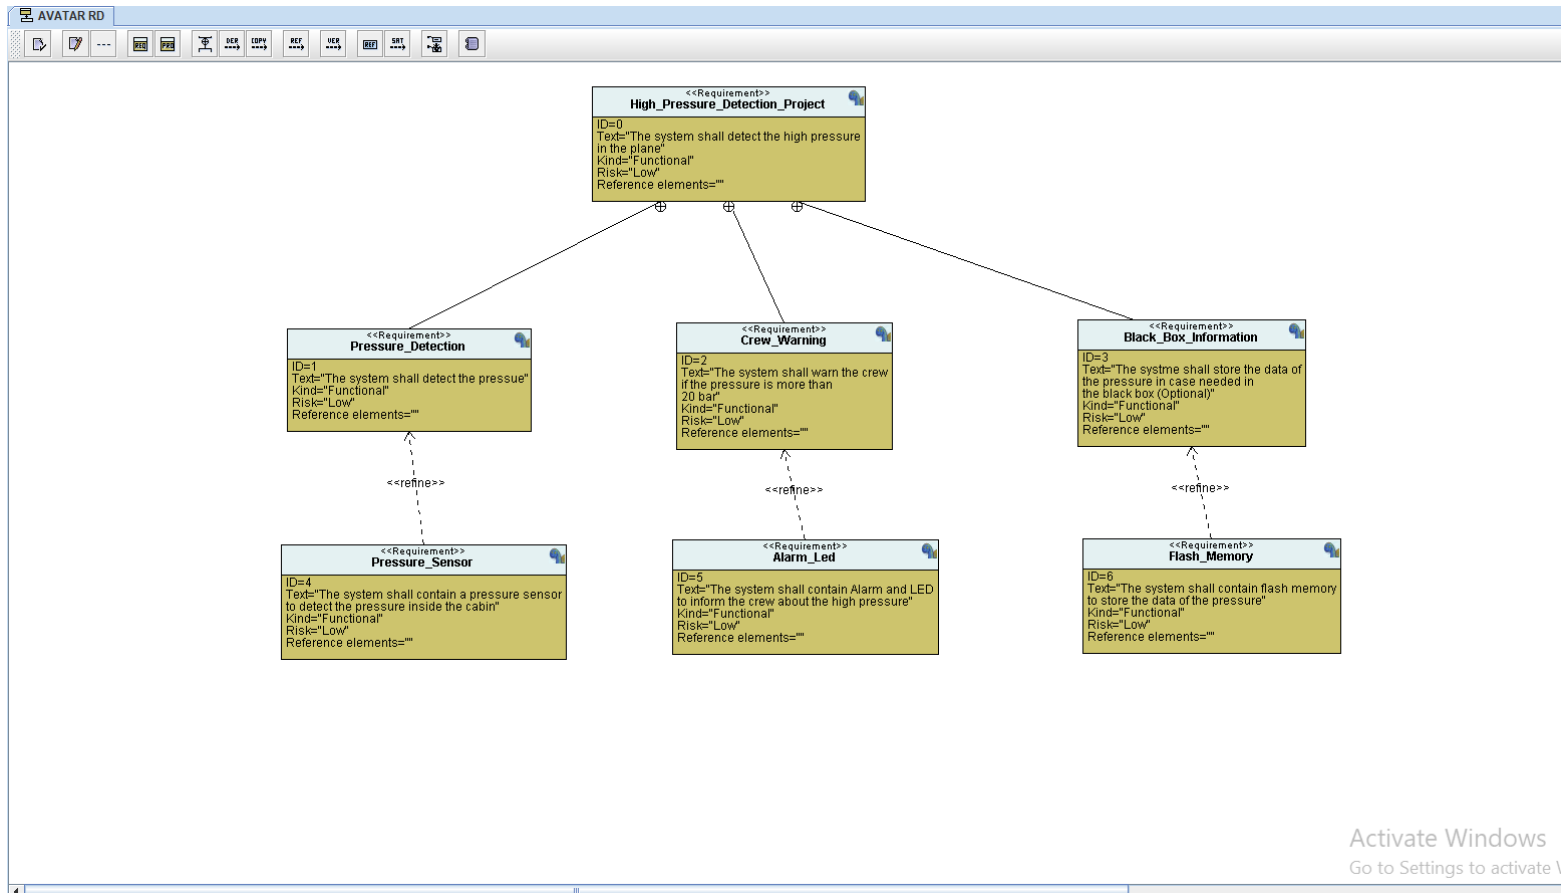 AVATAR RD
REQ
PRO
DER
COPY
REF
VER
REF
SAT
<<Requirement>>
High_Pressure_Detection_Project
ID=0
Text="The system shall detect the high pressure
in the plane"
Kind="Functional"
Risk="Low"
Reference elements=""
<<Requirement>>
Pressure_Detection
ID=1
Text="The system shall detect the pressue"
Kind="Functional"
Risk="Low"
Reference elements=""
<<Requirement>>
Crew_Warning
ID=2
Text="The system shall warn the crew
if the pressure is more than
20 bar"
Kind="Functional"
Risk="Low"
Reference elements=""
<<Requirement>>
Black_Box_Information
ID=3
Text="The systme shall store the data of
the pressure in case needed in
the black box (Optional)"
Kind="Functional"
Risk="Low"
Reference elements=""
<<refine>>
<<refine>>
<<refine>>
<<Requirement>>
Pressure_Sensor
ID=4
Text="The system shall contain a pressure sensor
to detect the pressure inside the cabin"
Kind="Functional"
Risk="Low"
Reference elements=""
<<Requirement>>
Alarm_Led
ID=5
Text="The system shall contain Alarm and LED
to inform the crew about the high pressure"
Kind="Functional"
Risk="Low"
Reference elements=""
<<Requirement>>
Flash_Memory
ID=6
Text="The system shall contain flash memory
to store the data of the pressure"
Kind="Functional"
Risk="Low"
Reference elements=""
Activate Windows
Go to Settings to activate